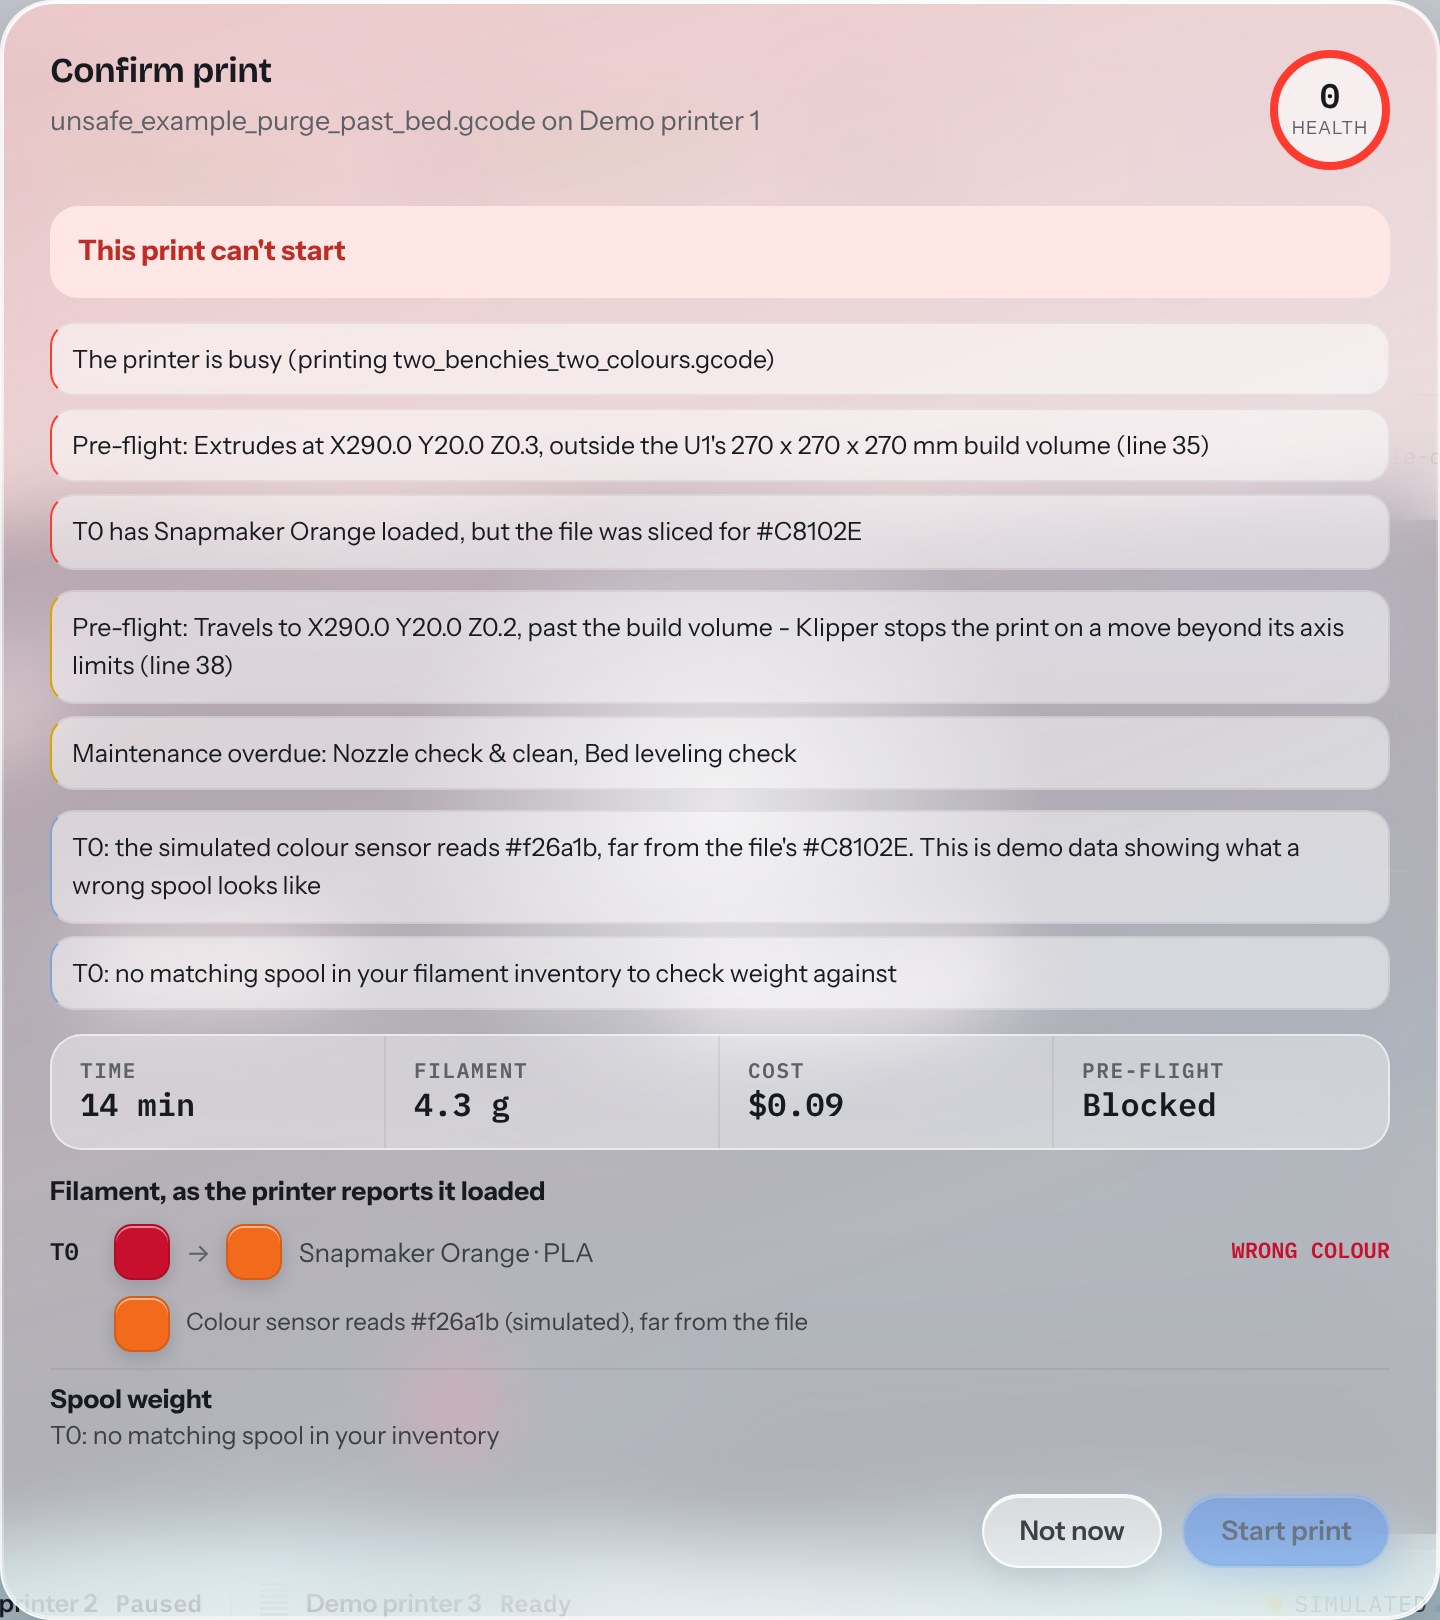 Confirm print
unsafe_example_purge_past_bed.gcode on Demo printer 1
0
HEALTH
This print can't start
The printer is busy (printing two_benchies_two_colours.gcode)
Pre-flight: Extrudes at X290.0 Y20.0 Z0.3, outside the U1's 270 x 270 x 270 mm build volume (line 35)
T0 has Snapmaker Orange loaded, but the file was sliced for #C8102E
Pre-flight: Travels to X290.0 Y20.0 Z0.2, past the build volume - Klipper stops the print on a move beyond its axis
limits (line 38)
Maintenance overdue: Nozzle check & clean, Bed leveling check
T0: the simulated colour sensor reads #f26a1b, far from the file's #C8102E. This is demo data showing what a
wrong spool looks like
T0: no matching spool in your filament inventory to check weight against
TIME FILAMENT COST PRE-FLIGHT
14 min 4.3 g $0.09 Blocked
Filament, as the printer reports it loaded
T0 → Snapmaker Orange · PLA WRONG COLOUR
Colour sensor reads #f26a1b (simulated), far from the file
Spool weight
T0: no matching spool in your inventory
Not now Start print
printer 2 Paused Demo printer 3 Ready SIMULATED